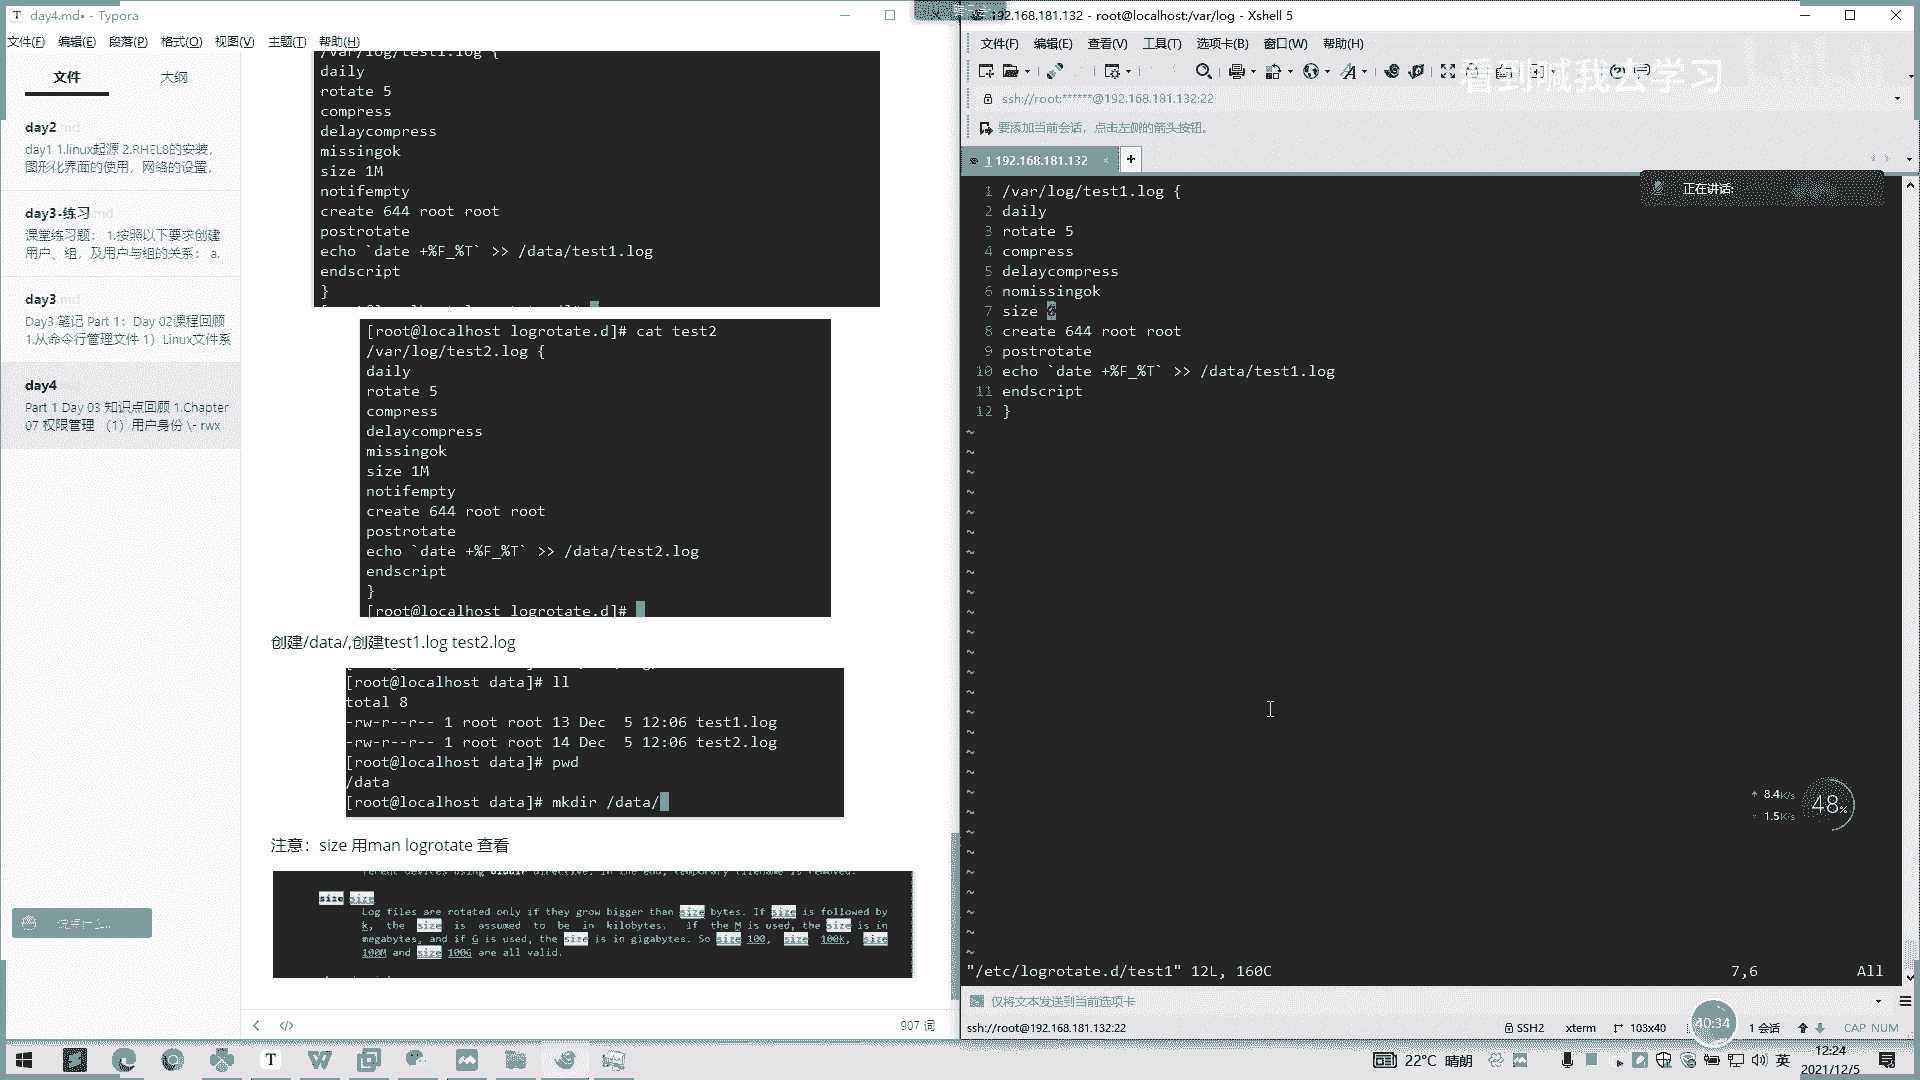 day4.md• - Typora
文件(F) 编辑(E) 段落(P) 格式(O) 视图(V) 主题(T) 帮助(H)
文件 大纲
day2.md
day1 1.linux起源 2.RHEL8的安装，
图形化界面的使用，网络的设置，
day3-练习.md
课堂练习题： 1.按照以下要求创建
用户、组，及用户与组的关系： a.
day3.md
Day3 笔记 Part 1：Day 02课程回顾
1.从命令行管理文件 1）Linux文件系
day4
Part 1 Day 03 知识点回顾 1.Chapter
07 权限管理 （1）用户身份 \- rwx
/var/log/test1.log {
daily
rotate 5
compress
delaycompress
missingok
size 1M
notifempty
create 644 root root
postrotate
echo `date +%F_%T` >> /data/test1.log
endscript
}
[root@localhost logrotate.d]# cat test2
/var/log/test2.log {
daily
rotate 5
compress
delaycompress
missingok
size 1M
notifempty
create 644 root root
postrotate
echo `date +%F_%T` >> /data/test2.log
endscript
}
[root@localhost logrotate.d]#
创建/data/,创建test1.log test2.log
[root@localhost data]# ll
total 8
-rw-r--r-- 1 root root 13 Dec  5 12:06 test1.log
-rw-r--r-- 1 root root 14 Dec  5 12:06 test2.log
[root@localhost data]# pwd
/data
[root@localhost data]# mkdir /data/
注意：size 用man logrotate 查看
ferent devices using olddir directive. In the end, temporary filename is removed.
size size
Log files are rotated only if they grow bigger than size bytes. If size is followed by
k, the size is assumed to be in kilobytes. If the M is used, the size is in
megabytes, and if G is used, the size is in gigabytes. So size 100, size 100k, size
100M and size 100G are all valid.
907 词
192.168.181.132 - root@localhost:/var/log - Xshell 5
文件(F) 编辑(E) 查看(V) 工具(T) 选项卡(B) 窗口(W) 帮助(H)
看到喊我去学习
ssh://root:******@192.168.181.132:22
要添加当前会话，点击左侧的箭头按钮。
1 192.168.181.132
正在讲话:
1 /var/log/test1.log {
2 daily
3 rotate 5
4 compress
5 delaycompress
6 nomissingok
7 size
8 create 644 root root
9 postrotate
10 echo `date +%F_%T` >> /data/test1.log
11 endscript
12 }
8.4K/s
1.5K/s
48%
"/etc/logrotate.d/test1" 12L, 160C 7,6 All
仅将文本发送到当前选项卡
ssh://root@192.168.181.132:22 SSH2 xterm 103x40 40:34 1 会话 CAP NUM
22°C 晴朗 英 12:24
2021/12/5